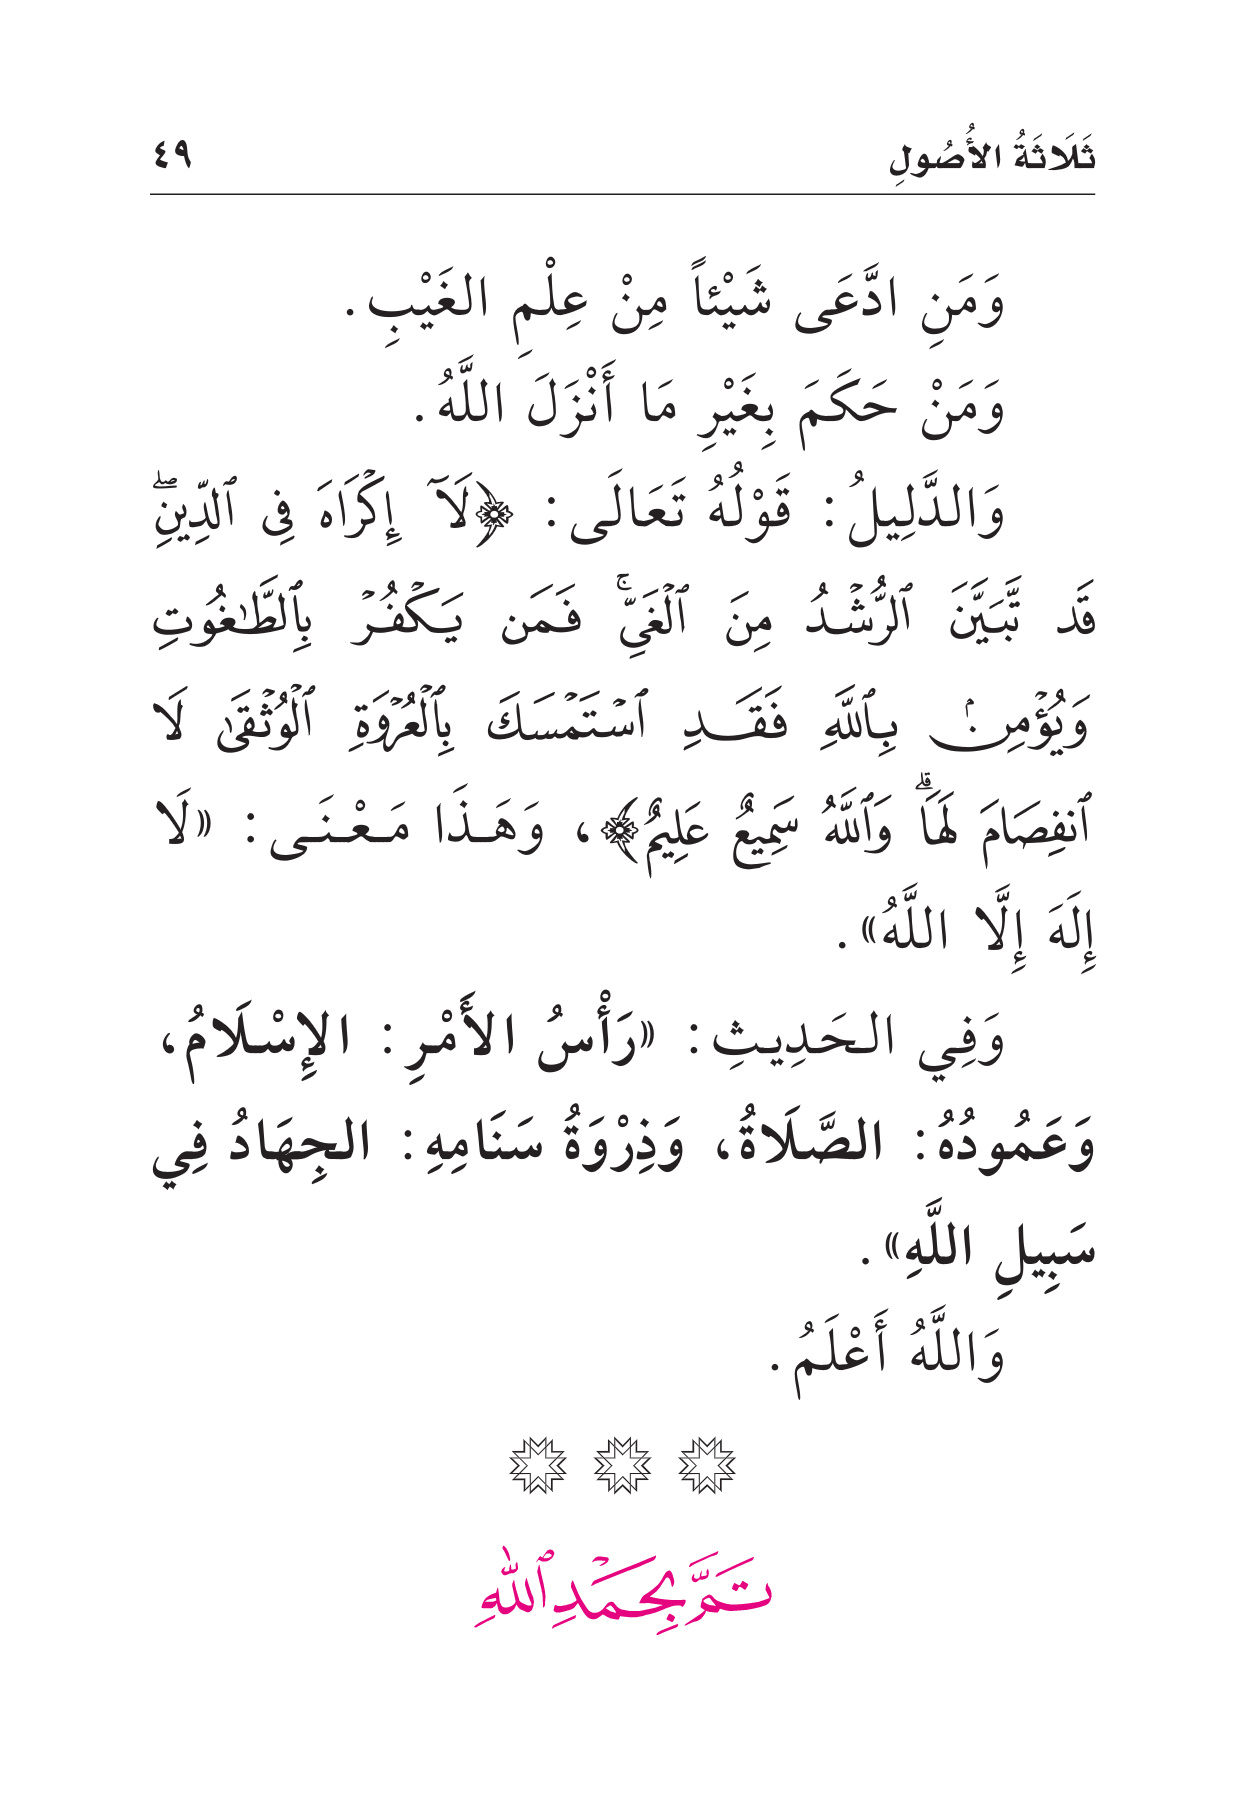 ثَلَاثَةُ الأُصُولِ ٤٩
وَمَنِ ادَّعَى شَيْئاً مِنْ عِلْمِ الغَيْبِ.
وَمَنْ حَكَمَ بِغَيْرِ مَا أَنْزَلَ اللَّهُ.
وَالدَّلِيلُ: قَوْلُهُ تَعَالَى: ﴿لَآ إِكۡرَاهَ فِي ٱلدِّينِۖ
قَد تَّبَيَّنَ ٱلرُّشۡدُ مِنَ ٱلۡغَيِّۚ فَمَن يَكۡفُرۡ بِٱلطَّٰغُوتِ
وَيُؤۡمِنۢ بِٱللَّهِ فَقَدِ ٱسۡتَمۡسَكَ بِٱلۡعُرۡوَةِ ٱلۡوُثۡقَىٰ لَا
ٱنفِصَامَ لَهَاۗ وَٱللَّهُ سَمِيعٌ عَلِيمٌ﴾، وَهَذَا مَعْنَى: «لَا
إِلَهَ إِلَّا اللَّهُ».
وَفِي الحَدِيثِ: «رَأْسُ الأَمْرِ: الإِسْلَامُ،
وَعَمُودُهُ: الصَّلَاةُ، وَذِرْوَةُ سَنَامِهِ: الجِهَادُ فِي
سَبِيلِ اللَّهِ».
وَاللَّهُ أَعْلَمُ.
تَمَّ بِحَمۡدِ ٱللَّهِ